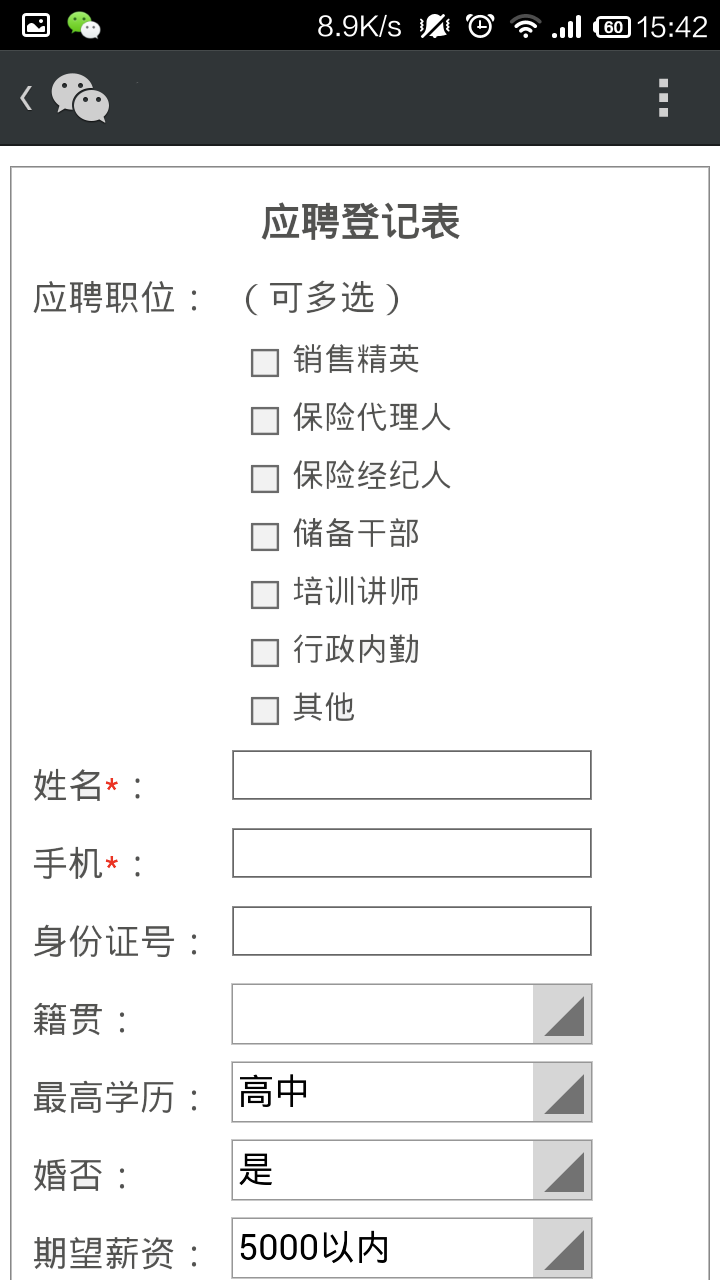 8.9K/s 60 15:42
应聘登记表
应聘职位：（可多选）
销售精英
保险代理人
保险经纪人
储备干部
培训讲师
行政内勤
其他
姓名*：
手机*：
身份证号：
籍贯：
最高学历：高中
婚否：是
期望薪资：5000以内